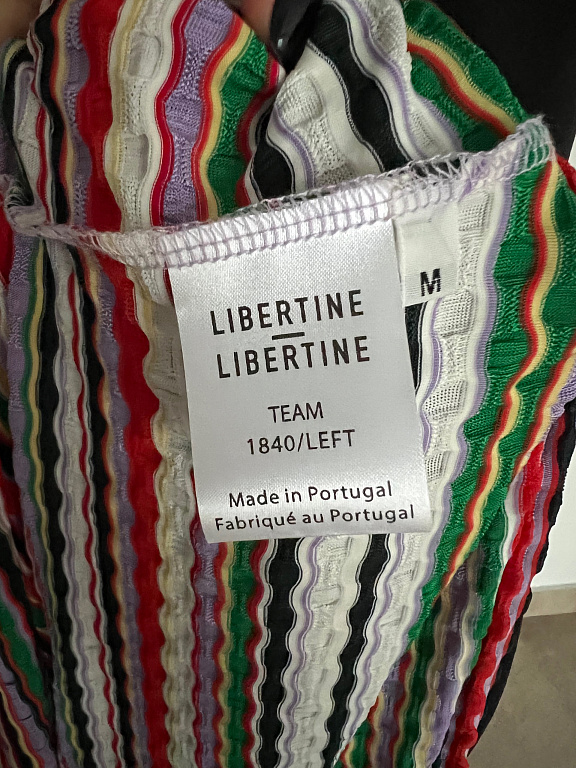 M
LIBERTINE
—
LIBERTINE
TEAM
1840/LEFT
Made in Portugal
Fabriqué au Portugal